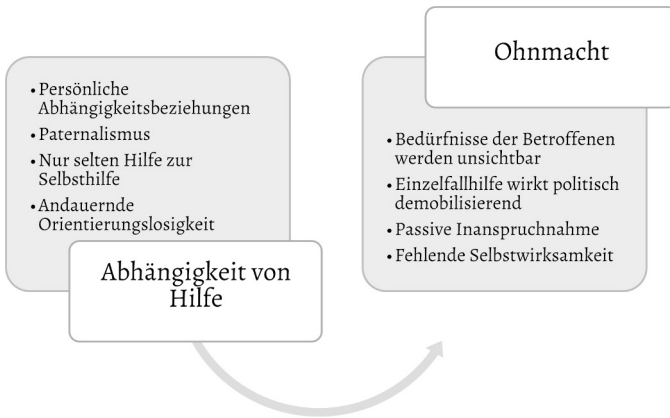 • Persönliche
Abhängigkeitsbeziehungen
• Paternalismus
• Nur selten Hilfe zur
Selbsthilfe
• Andauernde
Orientierungslosigkeit
Abhängigkeit von
Hilfe
Ohnmacht
• Bedürfnisse der Betroffenen
werden unsichtbar
• Einzelfallhilfe wirkt politisch
demobilisierend
• Passive Inanspruchnahme
• Fehlende Selbstwirksamkeit